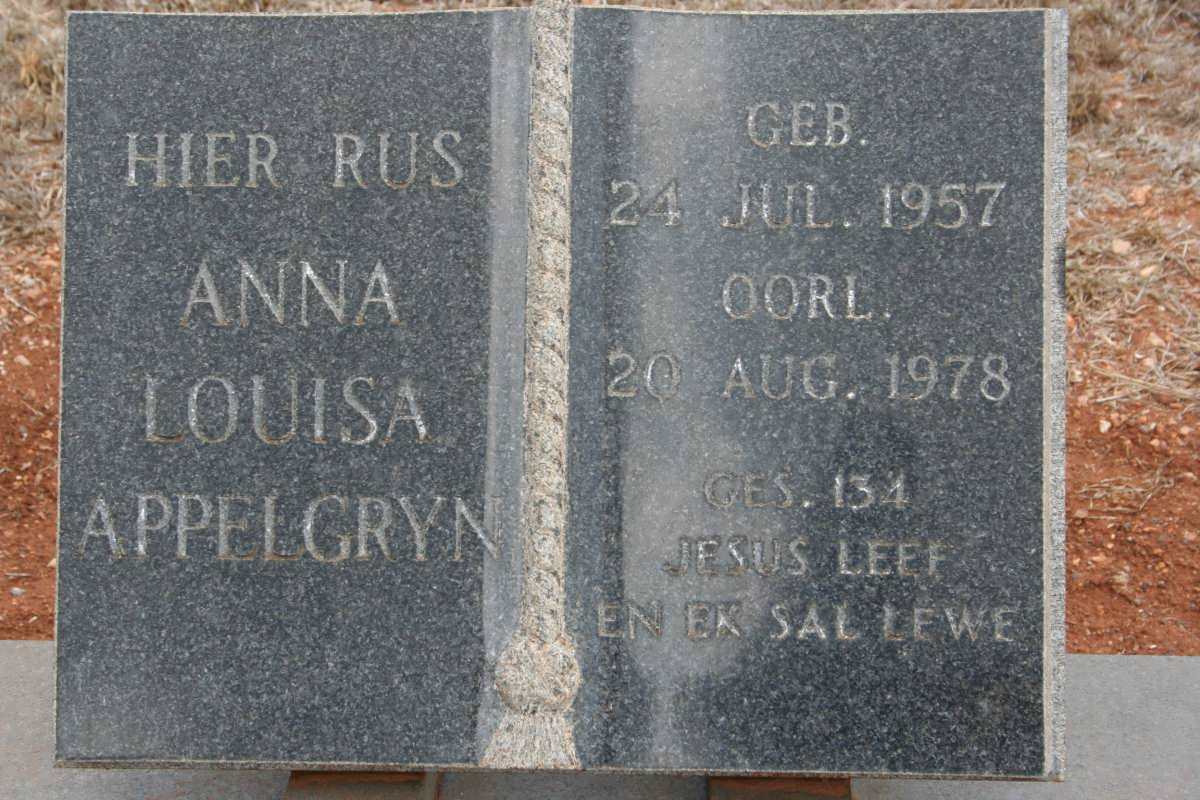 HIER RUS
ANNA
LOUISA
APPELGRYN
GEB.
24 JUL. 1957
OORL.
20 AUG. 1978
GES. 134
JESUS LEEF
EN EK SAL LEWE